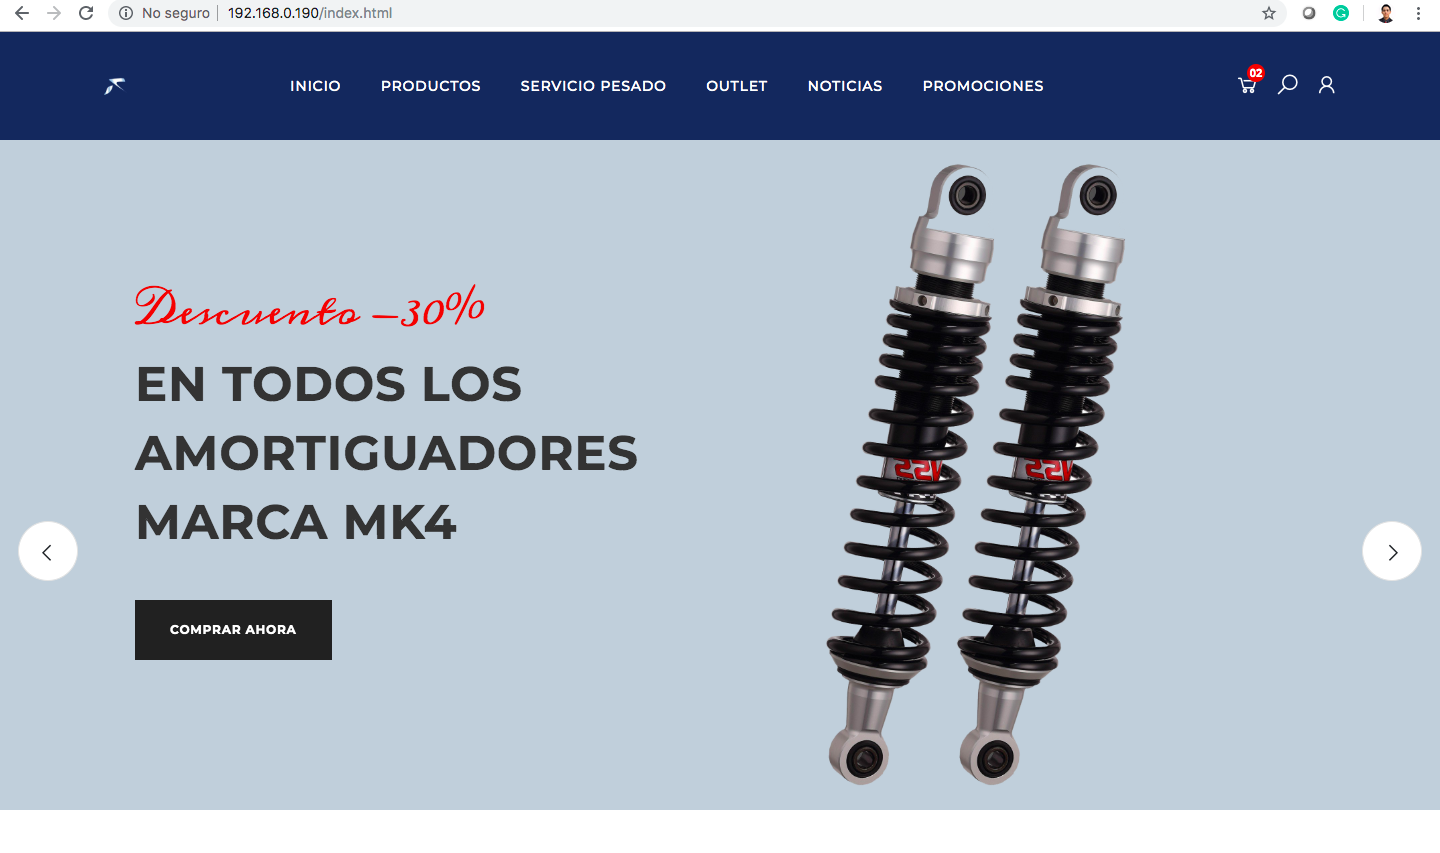 No seguro
192.168.0.190/index.html
INICIO
PRODUCTOS
SERVICIO PESADO
OUTLET
NOTICIAS
PROMOCIONES
02
Descuento -30%
EN TODOS LOS
AMORTIGUADORES
MARCA MK4
COMPRAR AHORA